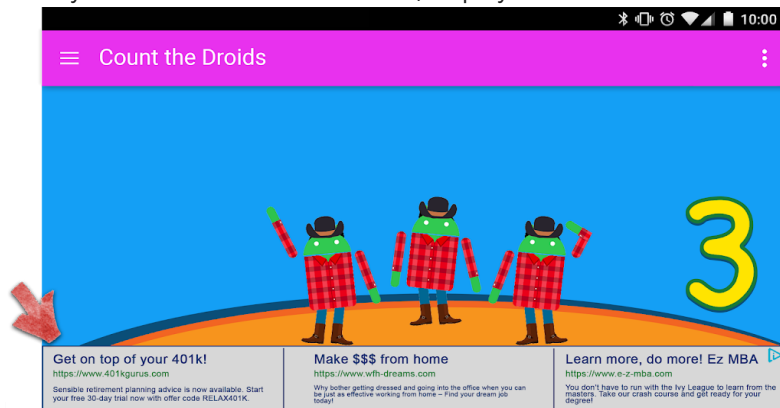 10:00
Count the Droids
3
Get on top of your 401k!
https://www.401kgurus.com
Sensible retirement planning advice is now available. Start
your free 30-day trial now with offer code RELAX401K.
Make $$$ from home
https://www.wfh-dreams.com
Why bother getting dressed and going into the office when you can
be just as effective working from home – Find your dream job
today!
Learn more, do more! Ez MBA
https://www.e-z-mba.com
You don't have to run with the Ivy League to learn from the
masters. Take our crash course and get ready for your
degree!